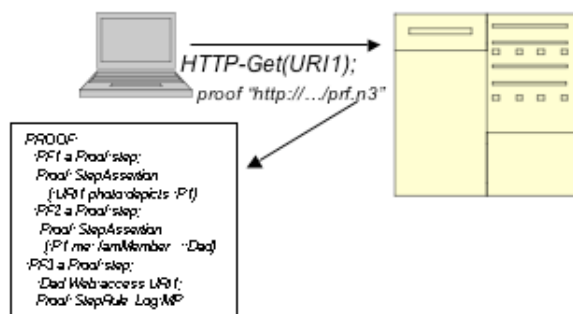 HTTP-Get(URI1);
proof "http://…/prf.n3"
PROOF:
:PF1 a Proof:step;
Proof: StepAssertion
{:URI1 photo:depicts :P1}
:PF2 a Proof:step;
Proof: StepAssertion
{:P1 me: famMember :Dad}
:PF3 a Proof:step;
:Dad Web:access URI1;
Proof: StepRule Log:MP